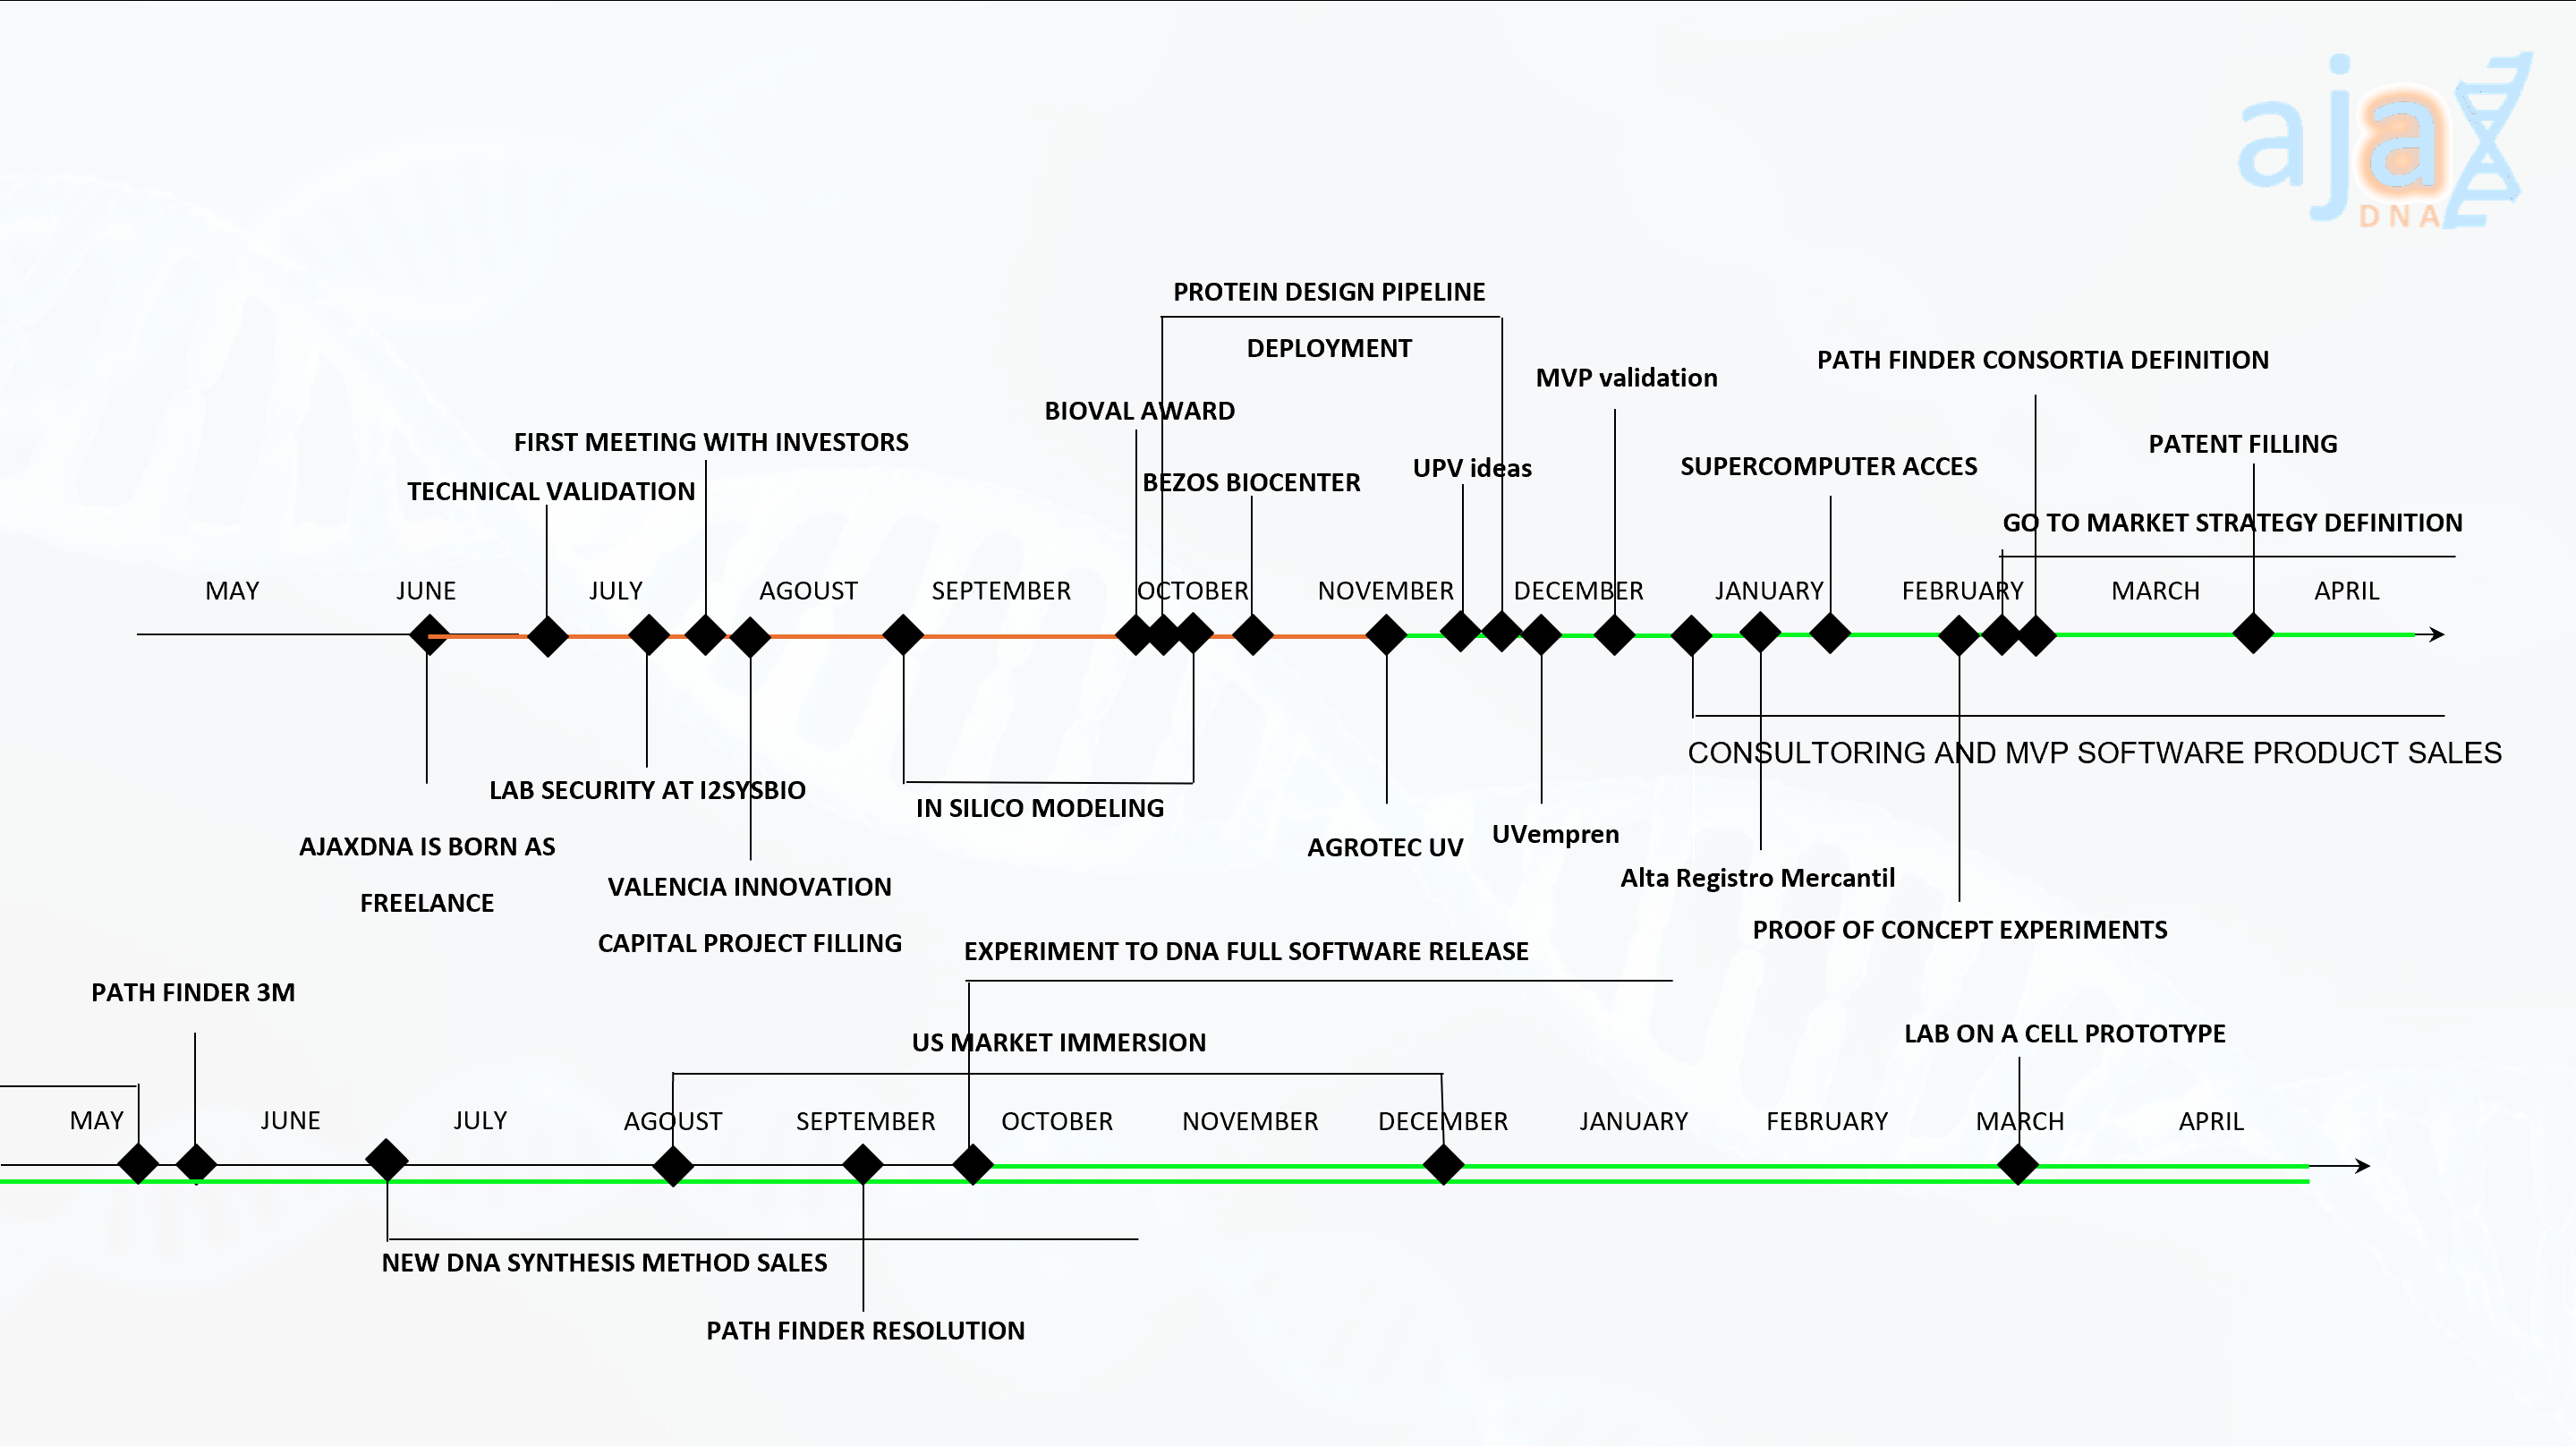 ajax
DNA
PROTEIN DESIGN PIPELINE
DEPLOYMENT
PATH FINDER CONSORTIA DEFINITION
MVP validation
BIOVAL AWARD
FIRST MEETING WITH INVESTORS
PATENT FILLING
UPV ideas
SUPERCOMPUTER ACCES
BEZOS BIOCENTER
TECHNICAL VALIDATION
GO TO MARKET STRATEGY DEFINITION
MAY JUNE JULY AGOUST SEPTEMBER OCTOBER NOVEMBER DECEMBER JANUARY FEBRUARY MARCH APRIL
CONSULTORING AND MVP SOFTWARE PRODUCT SALES
LAB SECURITY AT I2SYSBIO
IN SILICO MODELING
UVempren
AJAXDNA IS BORN AS
FREELANCE
AGROTEC UV
Alta Registro Mercantil
VALENCIA INNOVATION
CAPITAL PROJECT FILLING
PROOF OF CONCEPT EXPERIMENTS
EXPERIMENT TO DNA FULL SOFTWARE RELEASE
PATH FINDER 3M
LAB ON A CELL PROTOTYPE
US MARKET IMMERSION
MAY JUNE JULY AGOUST SEPTEMBER OCTOBER NOVEMBER DECEMBER JANUARY FEBRUARY MARCH APRIL
NEW DNA SYNTHESIS METHOD SALES
PATH FINDER RESOLUTION